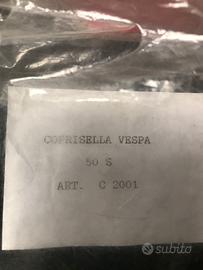 COPRISELLA VESPA
50 S
ART. C 2001
subito